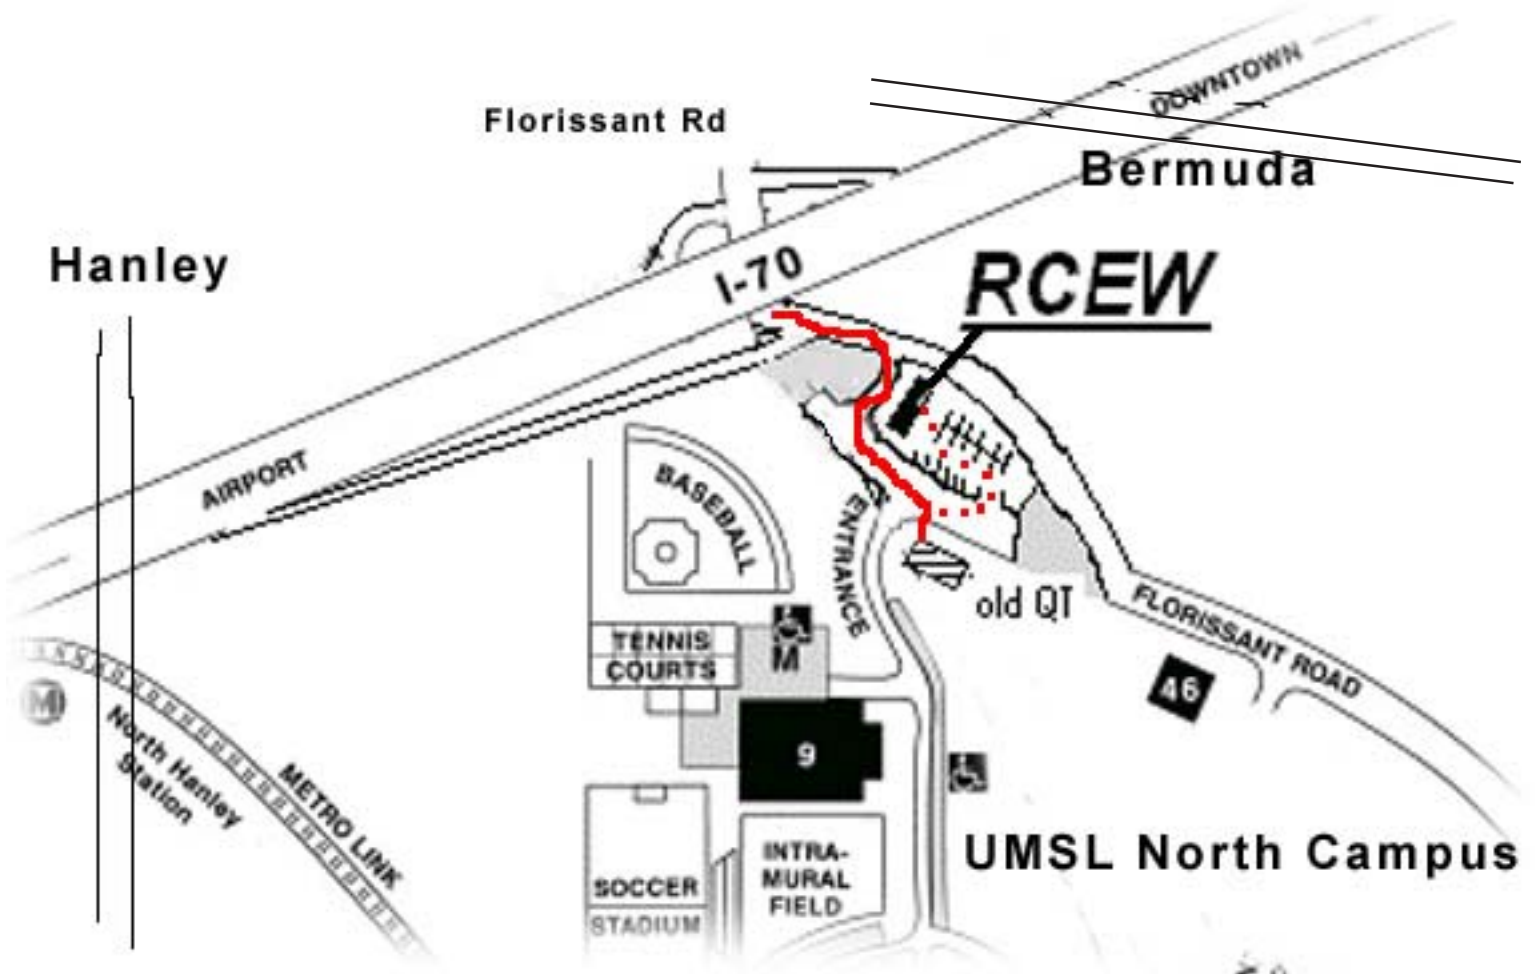 DOWNTOWN
Florissant Rd
Bermuda
Hanley
I-70
RCEW
AIRPORT
BASEBALL
ENTRANCE
old QT
FLORISSANT ROAD
TENNIS
COURTS
M
A6
M
North Hanley
Station
METRO LINK
9
UMSL North Campus
SOCCER
STADIUM
INTRA-
MURAL
FIELD